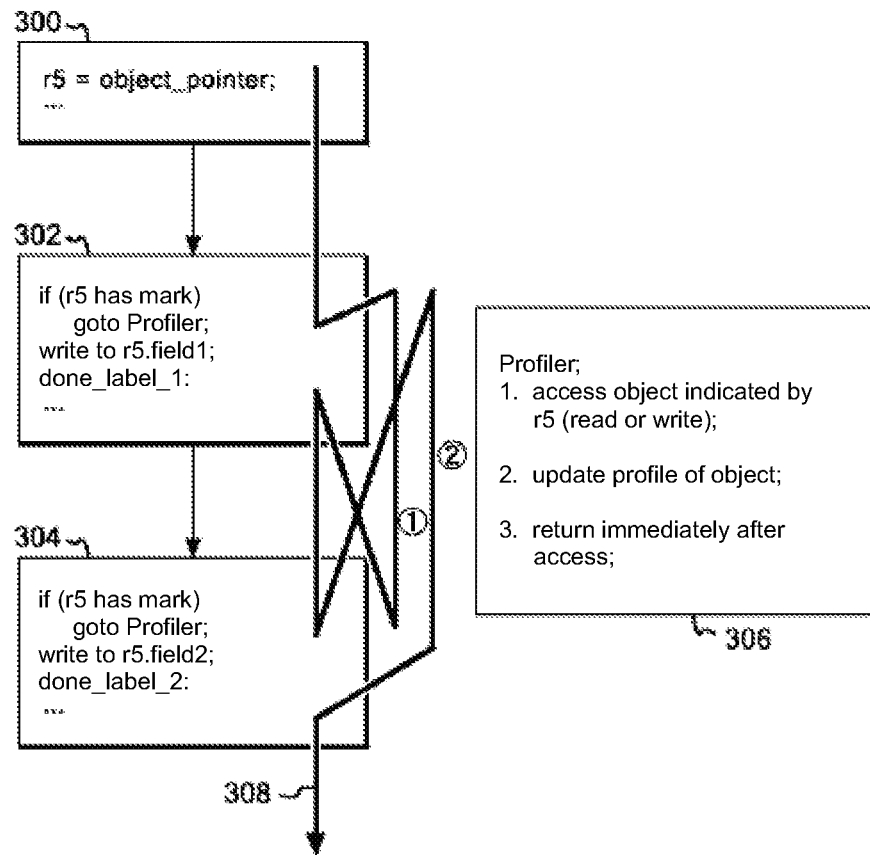 300
r5 = object_pointer;
...
302
if (r5 has mark)
goto Profiler;
write to r5.field1;
done_label_1:
...
304
if (r5 has mark)
goto Profiler;
write to r5.field2;
done_label_2:
...
①
②
Profiler;
1. access object indicated by
r5 (read or write);
2. update profile of object;
3. return immediately after
access;
306
308